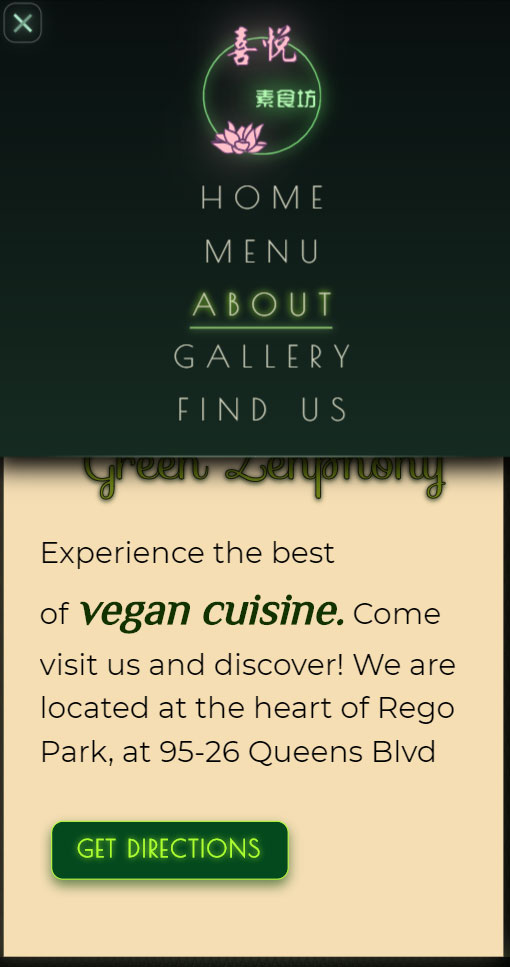 喜悦
素食坊
HOME
MENU
ABOUT
GALLERY
FIND US
Green Zenphony
Experience the best
of vegan cuisine. Come
visit us and discover! We are
located at the heart of Rego
Park, at 95-26 Queens Blvd
GET DIRECTIONS